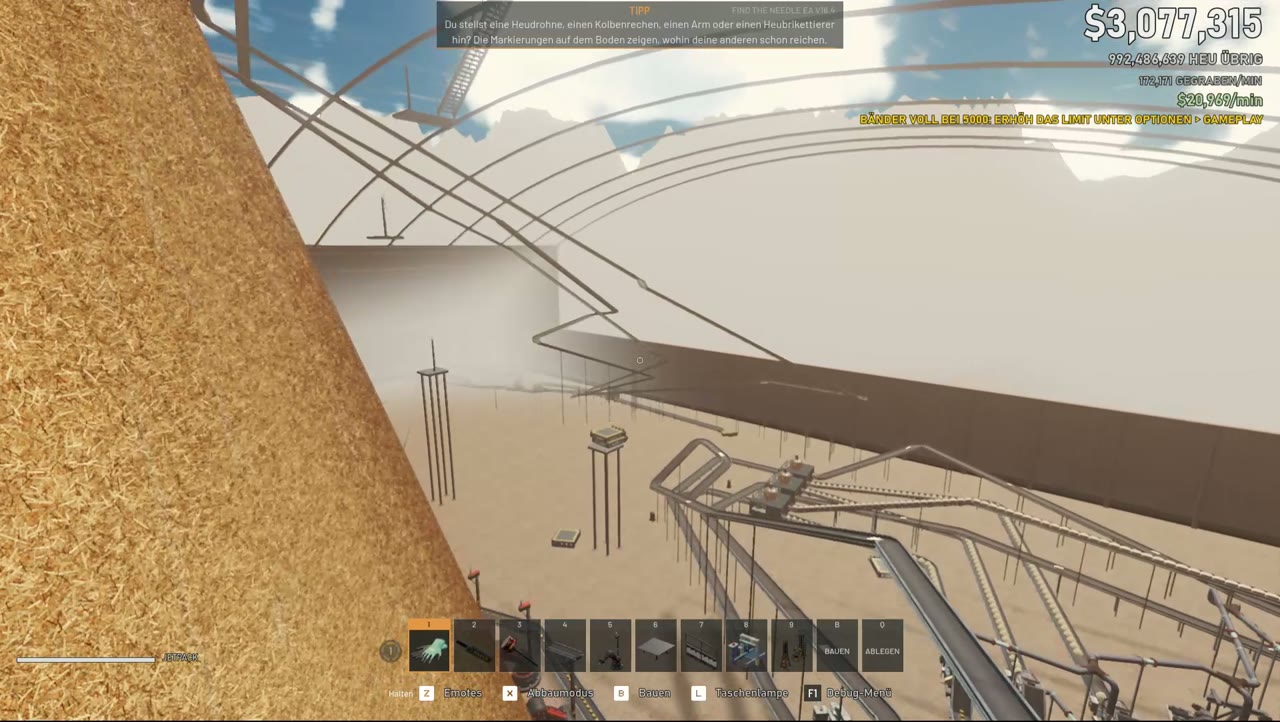 TIPP
FIND THE NEEDLE EA V16.4
Du stellst eine Heudrohne, einen Kolbenrechen, einen Arm oder einen Heubrikettierer
hin? Die Markierungen auf dem Boden zeigen, wohin deine anderen schon reichen.
$3,077,315
992,486,639 HEU ÜBRIG
172,171 GEGRABEN/MIN
$20,969/min
BÄNDER VOLL BEI 5000: ERHÖH DAS LIMIT UNTER OPTIONEN > GAMEPLAY
JETPACK
1
1 2 3 4 5 6 7 8 9 B Q
BAUEN ABLEGEN
Halten Z Emotes X Abbaumodus B Bauen L Taschenlampe F1 Debug-Menü